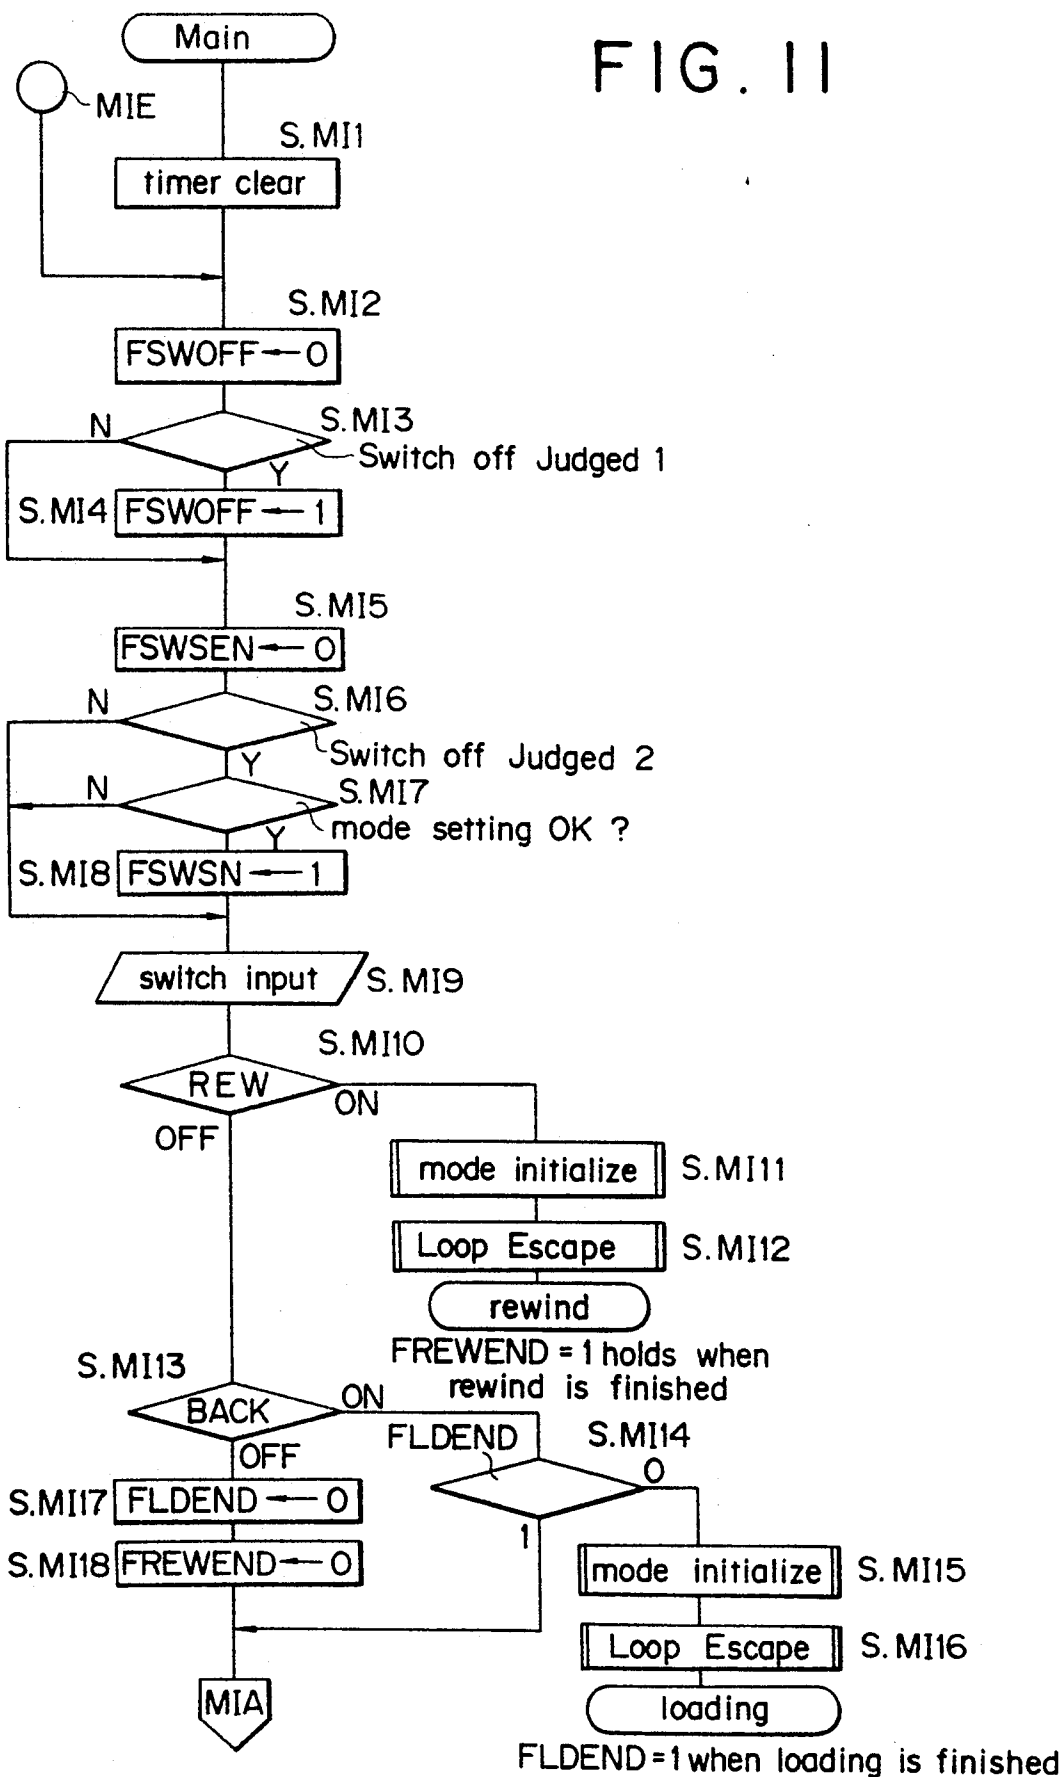 Main
FIG. 11
MIE
S.MI1
timer clear
S.MI2
FSWOFF←0
N
S.MI3
Switch off Judged 1
Y
S.MI4
FSWOFF←1
S.MI5
FSWSEN←0
N
S.MI6
Switch off Judged 2
Y
N
S.MI7
mode setting OK ?
Y
S.MI8
FSWSN←1
switch input
S.MI9
S.MI10
REW
ON
OFF
mode initialize
S.MI11
Loop Escape
S.MI12
rewind
FREWEND=1 holds when
rewind is finished
S.MI13
BACK
ON
OFF
FLDEND
S.MI14
0
1
S.MI17
FLDEND←0
S.MI18
FREWEND←0
mode initialize
S.MI15
Loop Escape
S.MI16
loading
MIA
FLDEND=1 when loading is finished